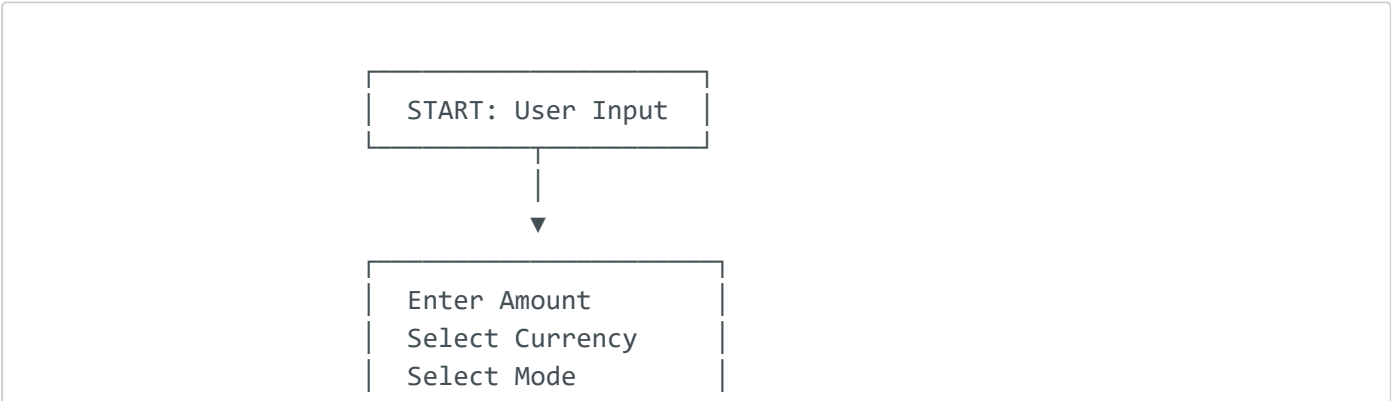 START: User Input
Enter Amount
Select Currency
Select Mode